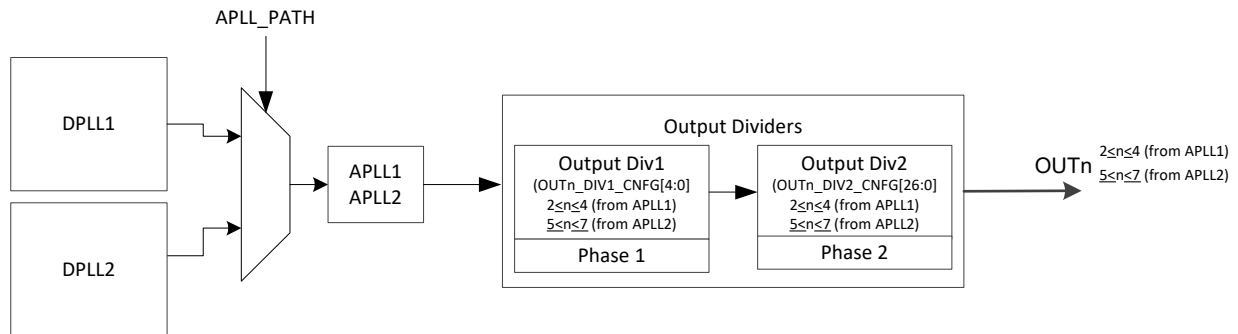 APLL_PATH
DPLL1
DPLL2
APLL1
APLL2
Output Dividers
Output Div1
(OUTn_DIV1_CNFG[4:0]
2<n<4 (from APLL1)
5<n<7 (from APLL2)
Phase 1
Output Div2
(OUTn_DIV2_CNFG[26:0]
2<n<4 (from APLL1)
5<n<7 (from APLL2)
Phase 2
OUTn
2<n<4 (from APLL1)
5<n<7 (from APLL2)